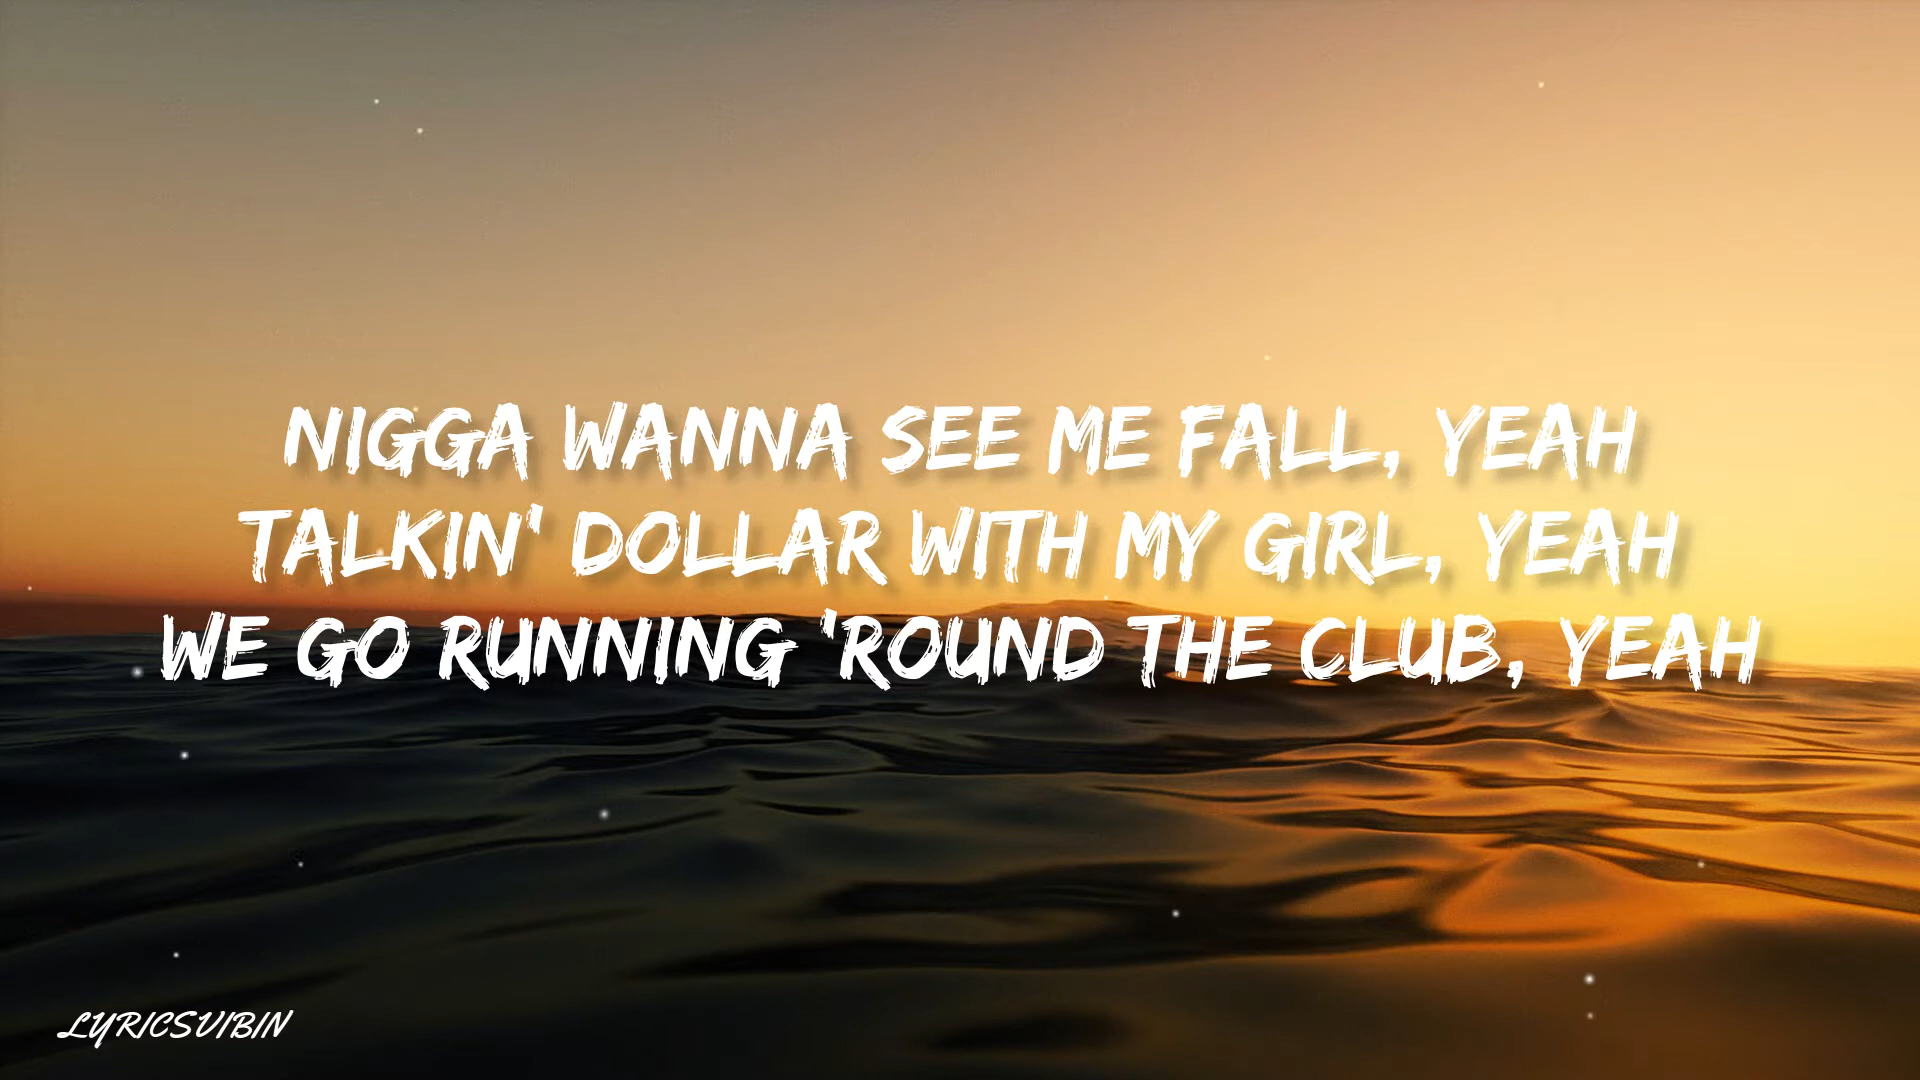 NIGGA WANNA SEE ME FALL, YEAH
TALKIN' DOLLAR WITH MY GIRL, YEAH
WE GO RUNNING 'ROUND THE CLUB, YEAH
LYRICSVIBIN